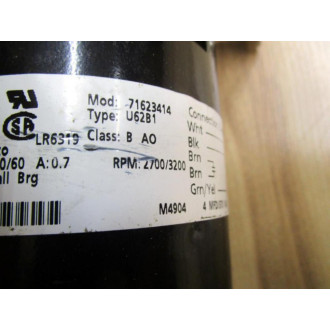 Mod: 71623414
Type: U62B1
LR6319
Class: B AO
0/60 A: 0.7
RPM: 2700/3200
Brg
M4904
Connection
Wht
Blk
Brn
Brn
Grn/Yel
4